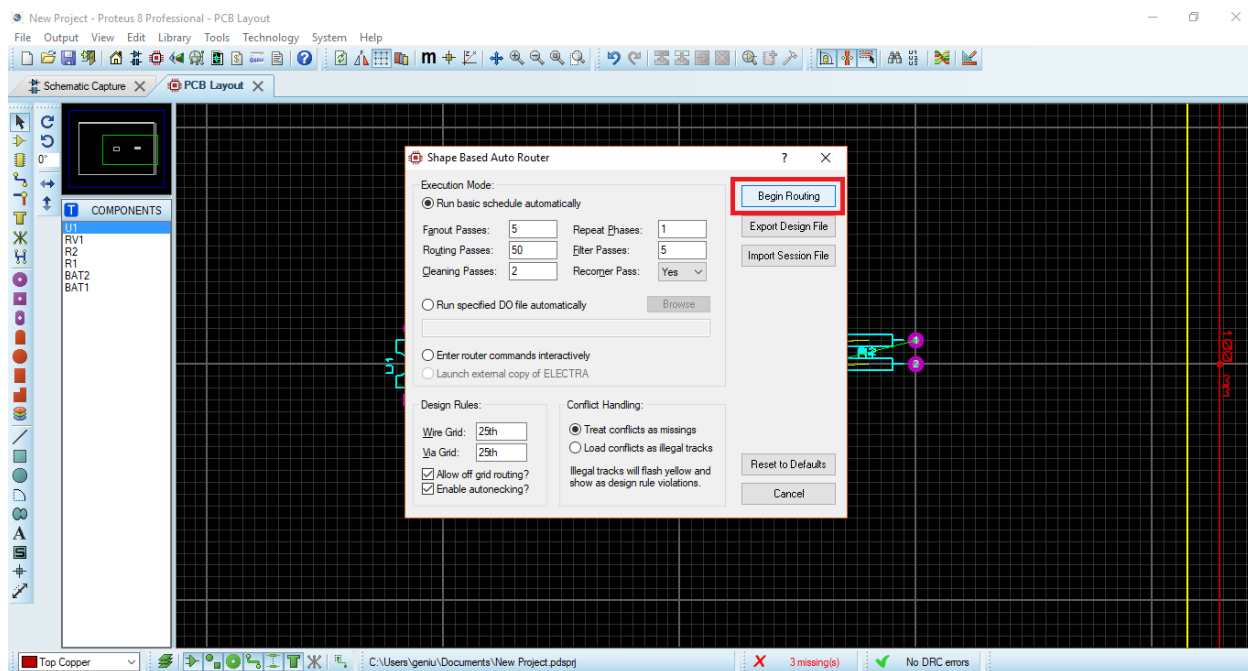 New Project - Proteus 8 Professional - PCB Layout
File Output View Edit Library Tools Technology System Help
Schematic Capture
PCB Layout
0°
T COMPONENTS
U1
RV1
R2
R1
BAT2
BAT1
Shape Based Auto Router
Execution Mode:
Run basic schedule automatically
Fanout Passes: 5 Repeat Phases: 1
Routing Passes: 50 Filter Passes: 5
Cleaning Passes: 2 Recorner Pass: Yes
Run specified DO file automatically Browse
Enter router commands interactively
Launch external copy of ELECTRA
Design Rules:
Wire Grid: 25th
Via Grid: 25th
Allow off grid routing?
Enable autonecking?
Conflict Handling:
Treat conflicts as missings
Load conflicts as illegal tracks
Illegal tracks will flash yellow and
show as design rule violations.
Begin Routing
Export Design File
Import Session File
Reset to Defaults
Cancel
U1
R2
1
2
100 mm
Top Copper
C:\Users\geniu\Documents\New Project.pdsprj
3 missing(s)
No DRC errors